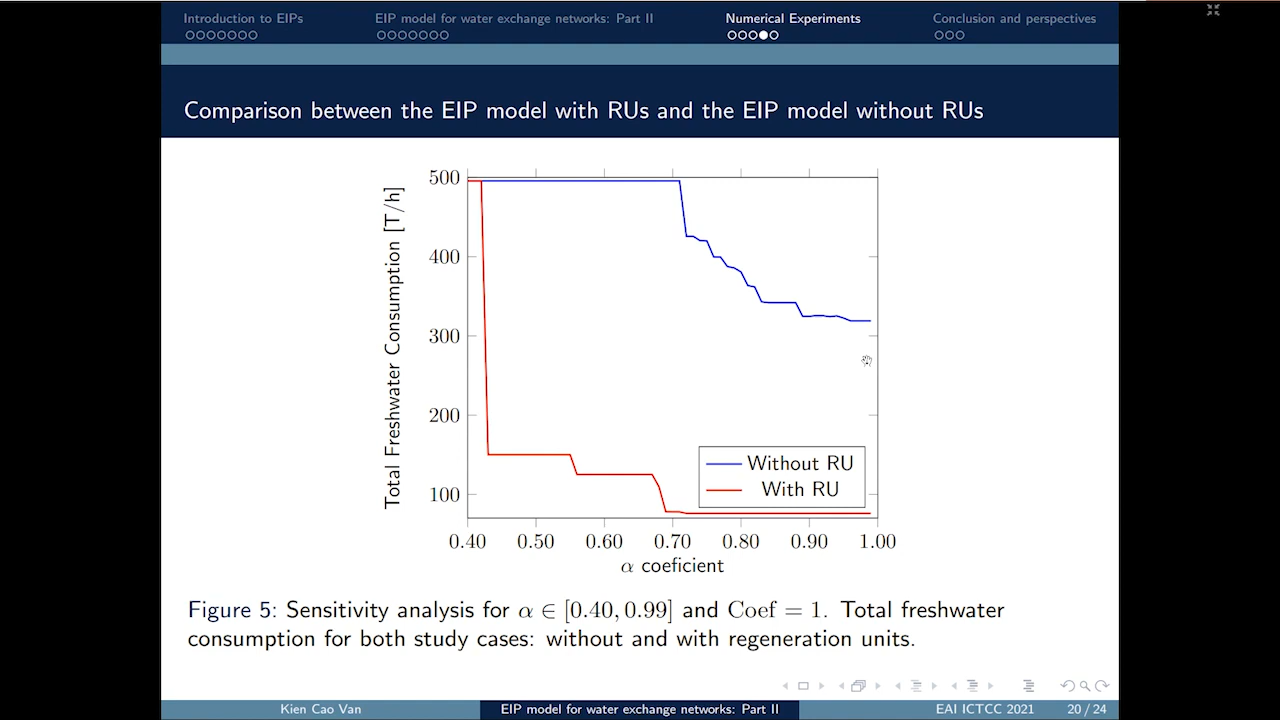 Introduction to EIPs
EIP model for water exchange networks: Part II
Numerical Experiments
Conclusion and perspectives
Comparison between the EIP model with RUs and the EIP model without RUs
Total Freshwater Consumption [T/h]
500
400
300
200
100
Without RU
With RU
0.40 0.50 0.60 0.70 0.80 0.90 1.00
α coeficient
Figure 5: Sensitivity analysis for α ∈ [0.40, 0.99] and Coef = 1. Total freshwater
consumption for both study cases: without and with regeneration units.
Kien Cao Van
EIP model for water exchange networks: Part II
EAI ICTCC 2021
20 / 24